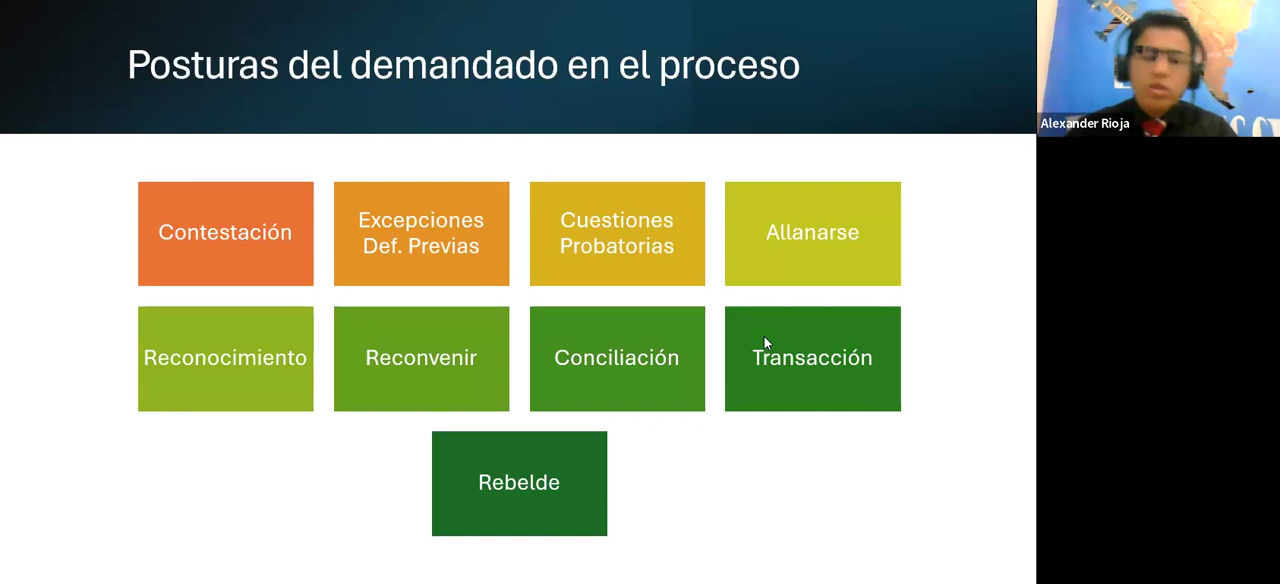 Posturas del demandado en el proceso
Alexander Rioja
Contestación
Excepciones
Def. Previas
Cuestiones
Probatorias
Allanarse
Reconocimiento
Reconvenir
Conciliación
Transacción
Rebelde